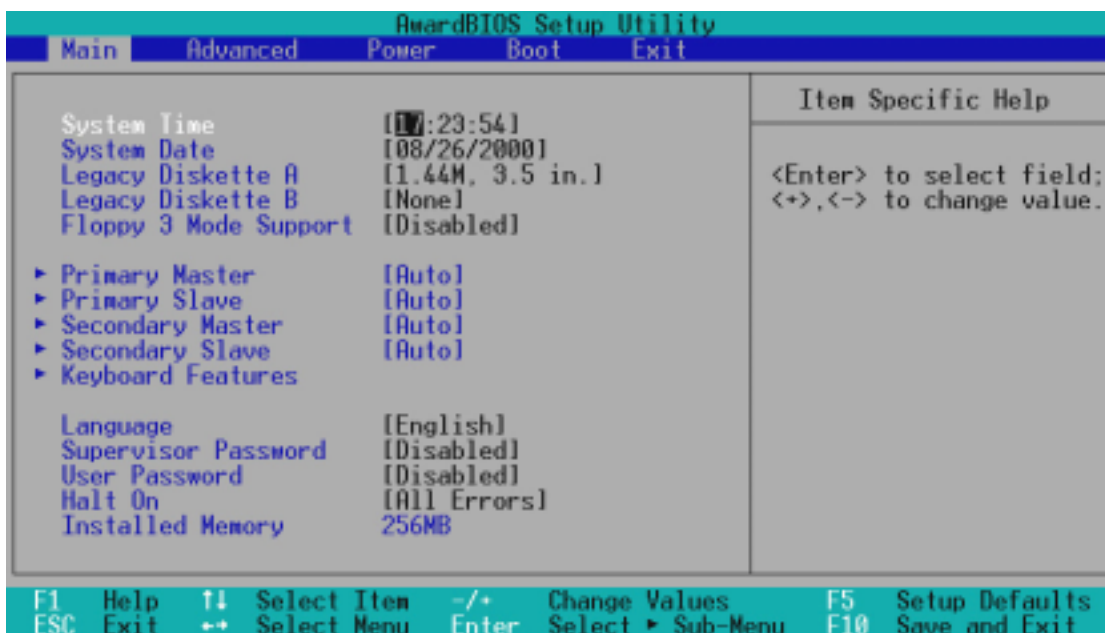 AwardBIOS Setup Utility
Main Advanced Power Boot Exit
Item Specific Help
System Time [17:23:54]
System Date [08/26/2000]
Legacy Diskette A [1.44M, 3.5 in.]
<Enter> to select field;
Legacy Diskette B [None]
<+>,<-> to change value.
Floppy 3 Mode Support [Disabled]
▶ Primary Master [Auto]
▶ Primary Slave [Auto]
▶ Secondary Master [Auto]
▶ Secondary Slave [Auto]
▶ Keyboard Features
Language [English]
Supervisor Password [Disabled]
User Password [Disabled]
Halt On [All Errors]
Installed Memory 256MB
F1 Help ↑↓ Select Item -/+ Change Values F5 Setup Defaults
ESC Exit ←→ Select Menu Enter Select ▶ Sub-Menu F10 Save and Exit